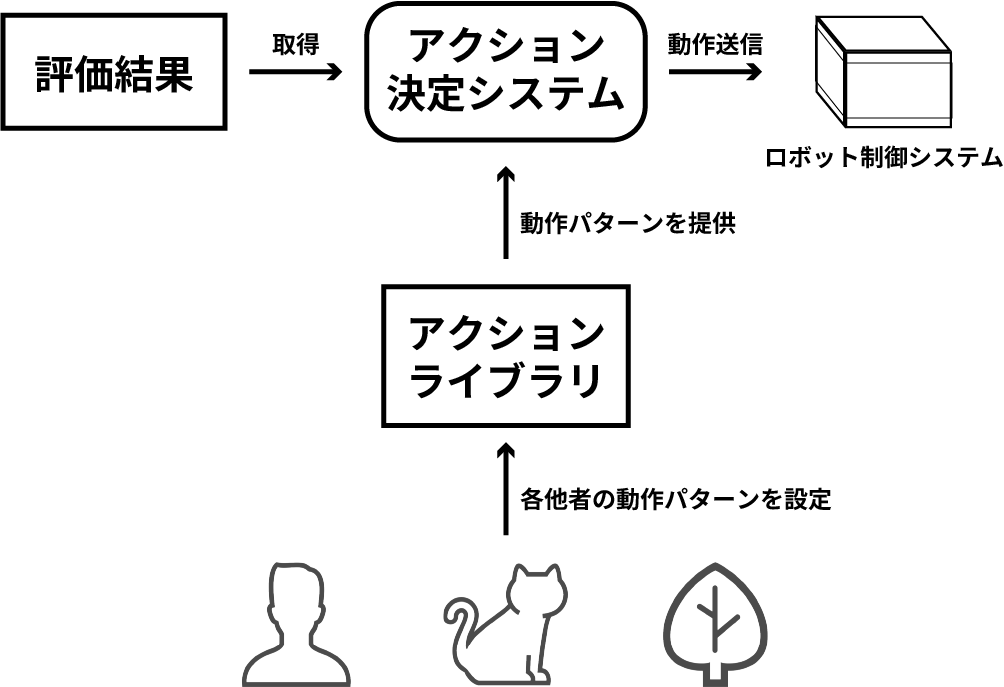 評価結果
取得
アクション
決定システム
動作送信
ロボット制御システム
動作パターンを提供
アクション
ライブラリ
各他者の動作パターンを設定